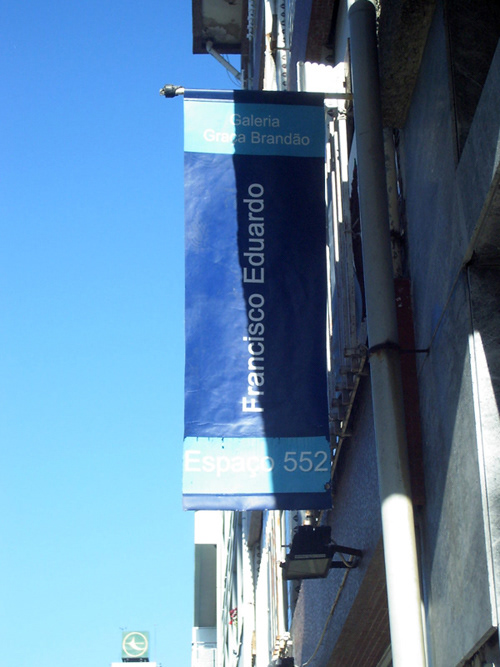 Galeria
Graça Brandão
Francisco Eduardo
Espaço 552